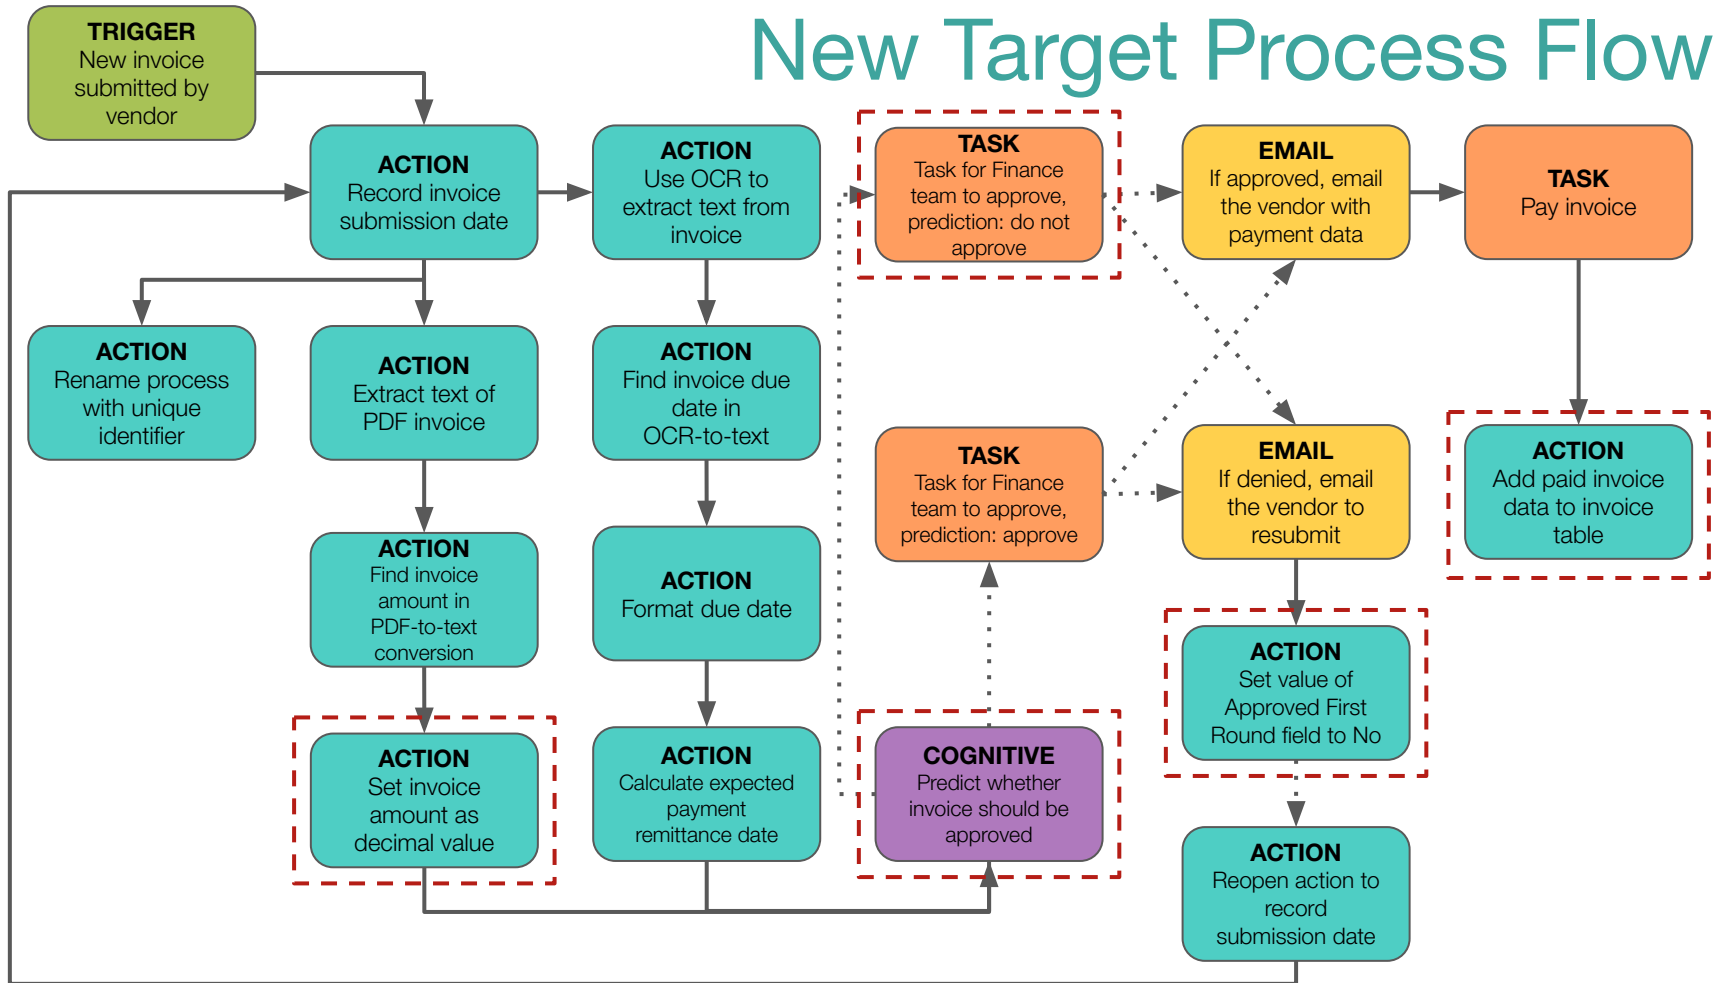 New Target Process Flow
TRIGGER
New invoice
submitted by
vendor
ACTION
Record invoice
submission date
ACTION
Use OCR to
extract text from
invoice
TASK
Task for Finance
team to approve,
prediction: do not
approve
EMAIL
If approved, email
the vendor with
payment data
TASK
Pay invoice
ACTION
Rename process
with unique
identifier
ACTION
Extract text of
PDF invoice
ACTION
Find invoice due
date in
OCR-to-text
TASK
Task for Finance
team to approve,
prediction: approve
EMAIL
If denied, email
the vendor to
resubmit
ACTION
Add paid invoice
data to invoice
table
ACTION
Find invoice
amount in
PDF-to-text
conversion
ACTION
Format due date
ACTION
Set value of
Approved First
Round field to No
ACTION
Set invoice
amount as
decimal value
ACTION
Calculate expected
payment
remittance date
COGNITIVE
Predict whether
invoice should be
approved
ACTION
Reopen action to
record
submission date